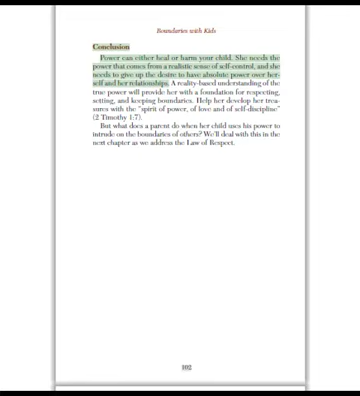 Boundaries with Kids
Conclusion
Power can either heal or harm your child. She needs the
power that comes from a realistic sense of self-control, and she
needs to give up the desire to have absolute power over her-
self and her relationships. A reality-based understanding of the
true power will provide her with a foundation for respecting,
setting, and keeping boundaries. Help her develop her trea-
sures with the "spirit of power, of love and of self-discipline"
(2 Timothy 1:7).
But what does a parent do when her child uses his power to
intrude on the boundaries of others? We'll deal with this in the
next chapter as we address the Law of Respect.
102